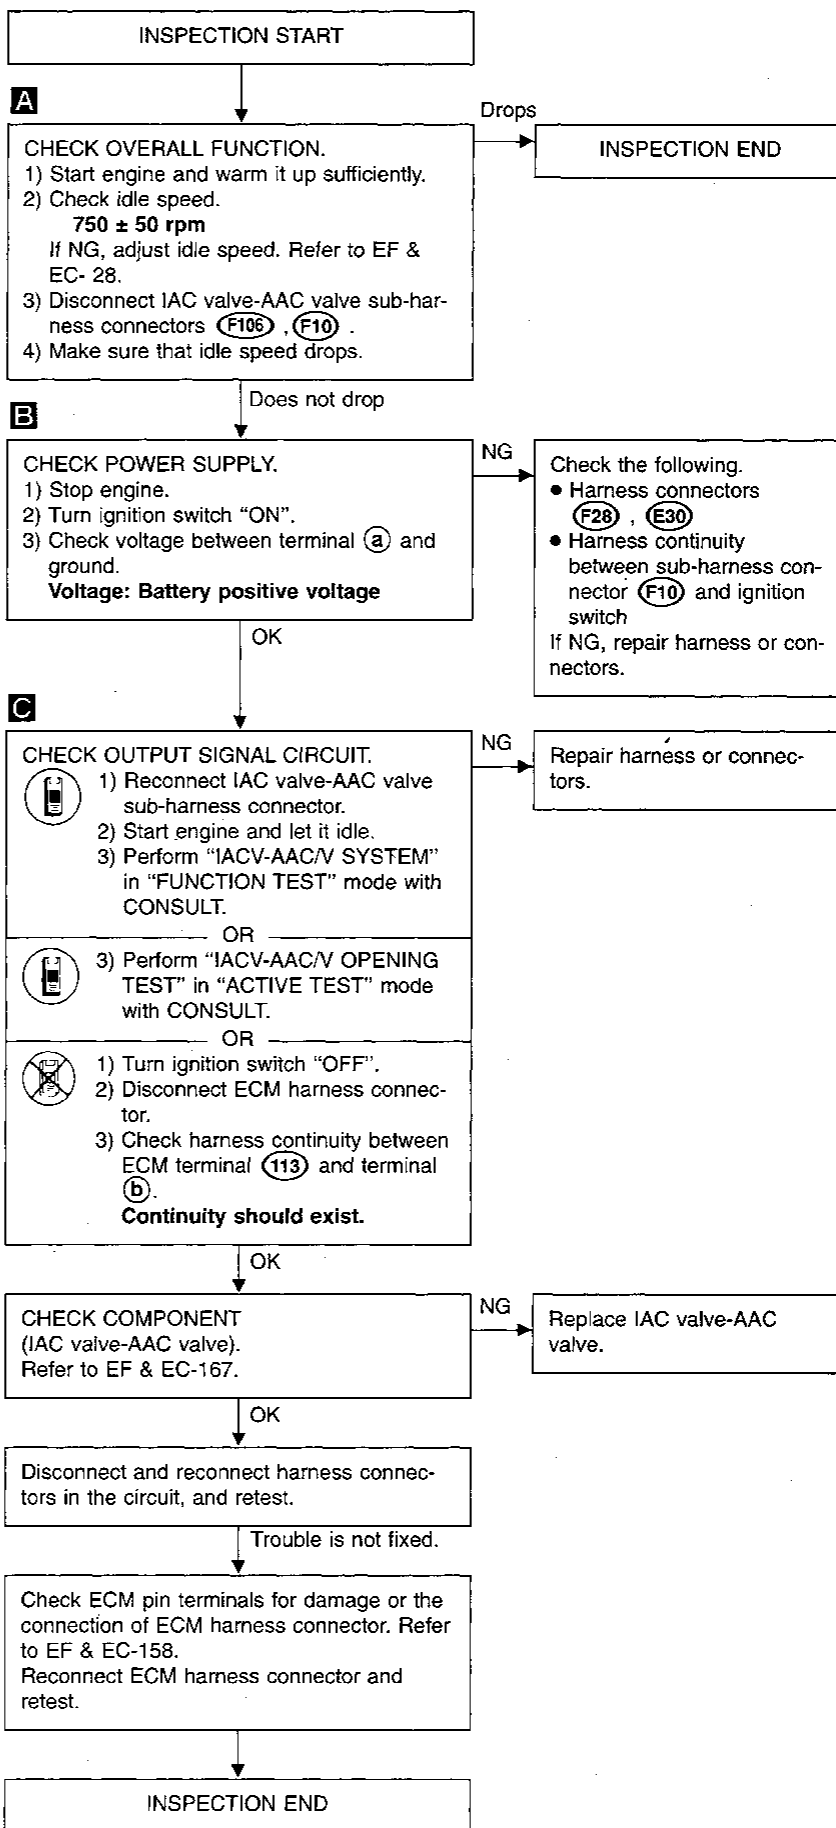 INSPECTION START
A
CHECK OVERALL FUNCTION.
1) Start engine and warm it up sufficiently.
2) Check idle speed.
750 ± 50 rpm
If NG, adjust idle speed. Refer to EF &
EC- 28.
3) Disconnect IAC valve-AAC valve sub-har-
ness connectors F106 , F10 .
4) Make sure that idle speed drops.
Drops
INSPECTION END
Does not drop
B
CHECK POWER SUPPLY.
1) Stop engine.
2) Turn ignition switch “ON”.
3) Check voltage between terminal a and
ground.
Voltage: Battery positive voltage
NG
Check the following.
● Harness connectors
F28 , E30
● Harness continuity
between sub-harness con-
nector F10 and ignition
switch
If NG, repair harness or con-
nectors.
OK
C
CHECK OUTPUT SIGNAL CIRCUIT.
1) Reconnect IAC valve-AAC valve
sub-harness connector.
2) Start engine and let it idle.
3) Perform “IACV-AAC/V SYSTEM”
in “FUNCTION TEST” mode with
CONSULT.
OR
3) Perform “IACV-AAC/V OPENING
TEST” in “ACTIVE TEST” mode
with CONSULT.
OR
1) Turn ignition switch “OFF”.
2) Disconnect ECM harness connec-
tor.
3) Check harness continuity between
ECM terminal 113 and terminal
b.
Continuity should exist.
NG
Repair harness or connec-
tors.
OK
CHECK COMPONENT
(IAC valve-AAC valve).
Refer to EF & EC-167.
NG
Replace IAC valve-AAC
valve.
OK
Disconnect and reconnect harness connec-
tors in the circuit, and retest.
Trouble is not fixed.
Check ECM pin terminals for damage or the
connection of ECM harness connector. Refer
to EF & EC-158.
Reconnect ECM harness connector and
retest.
INSPECTION END